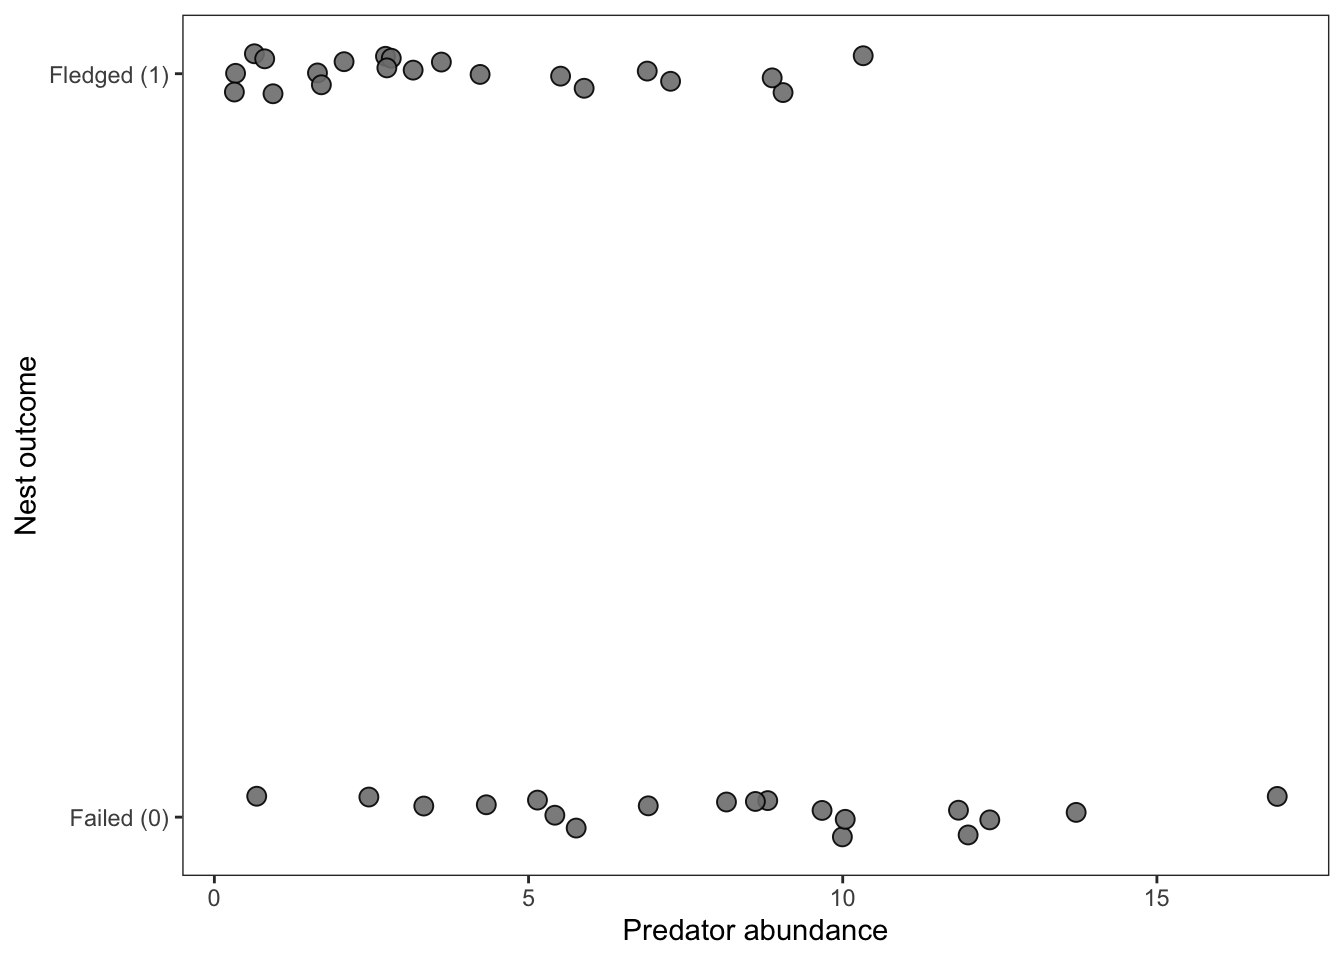 Fledged (1)
Nest outcome
Failed (0)
0 5 10 15
Predator abundance